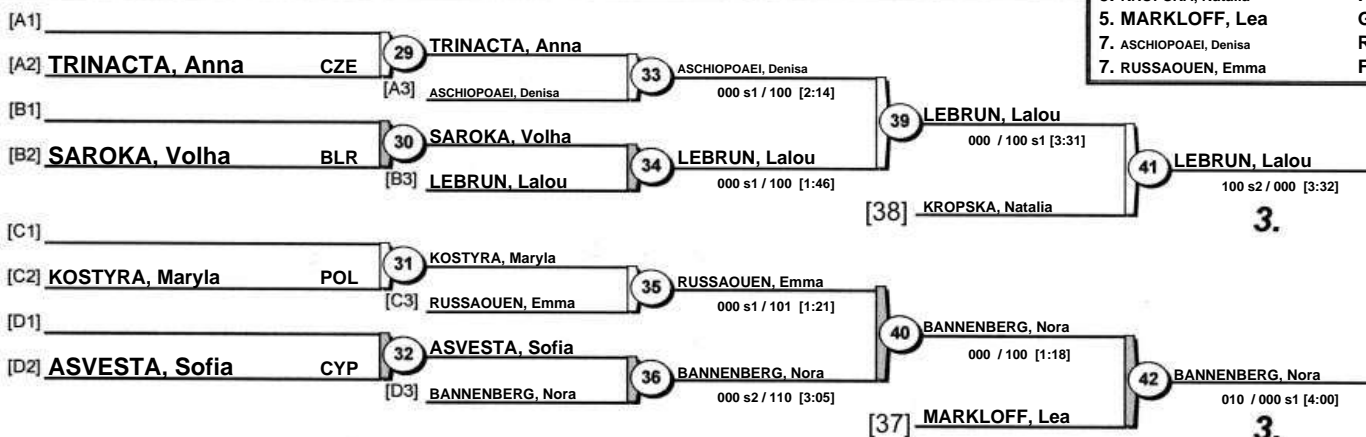 5. MARKLOFF, Lea G
7. ASCHIOPOAEI, Denisa R
7. RUSSAOUEN, Emma F
[A1]
[A2] TRINACTA, Anna CZE
29
TRINACTA, Anna
[A3] ASCHIOPOAEI, Denisa
33
ASCHIOPOAEI, Denisa
000 s1 / 100 [2:14]
[B1]
[B2] SAROKA, Volha BLR
30
SAROKA, Volha
[B3] LEBRUN, Lalou
34
LEBRUN, Lalou
000 s1 / 100 [1:46]
39
LEBRUN, Lalou
000 / 100 s1 [3:31]
[38] KROPSKA, Natalia
41
LEBRUN, Lalou
100 s2 / 000 [3:32]
3.
[C1]
[C2] KOSTYRA, Maryla POL
31
KOSTYRA, Maryla
[C3] RUSSAOUEN, Emma
35
RUSSAOUEN, Emma
000 s1 / 101 [1:21]
[D1]
[D2] ASVESTA, Sofia CYP
32
ASVESTA, Sofia
[D3] BANNENBERG, Nora
36
BANNENBERG, Nora
000 s2 / 110 [3:05]
40
BANNENBERG, Nora
000 / 100 [1:18]
[37] MARKLOFF, Lea
42
BANNENBERG, Nora
010 / 000 s1 [4:00]
3.